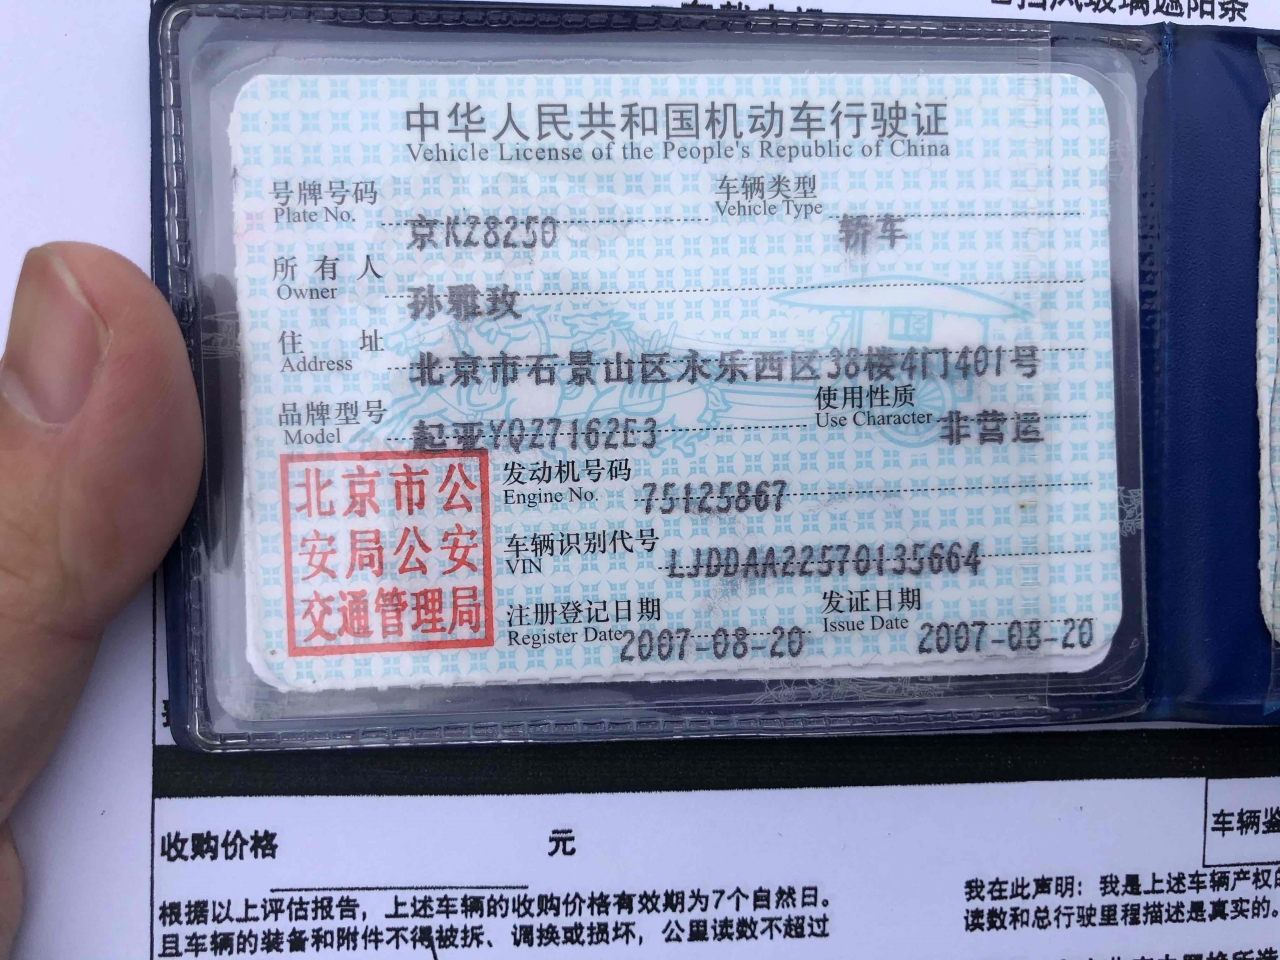 挡风玻璃遮阳条
中华人民共和国机动车行驶证
Vehicle License of the People's Republic of China
号牌号码 京KZ8250 车辆类型 轿车
Plate No. Vehicle Type
所有人 孙雅玫
Owner
住址 北京市石景山区永乐西区38楼4门401号
Address
品牌型号 起亚YQZ7162E3 使用性质 非营运
Model Use Character
北京市公
安局公安
交通管理局
发动机号码 75125867
Engine No.
车辆识别代号 LJDDAA22570135664
VIN
注册登记日期 2007-08-20 发证日期 2007-08-20
Register Date Issue Date
收购价格 元
车辆鉴
根据以上评估报告，上述车辆的收购价格有效期为7个自然日。
且车辆的装备和附件不得被拆、调换或损坏，公里读数不超过
我在此声明：我是上述车辆产权的
读数和总行驶里程描述是真实的。